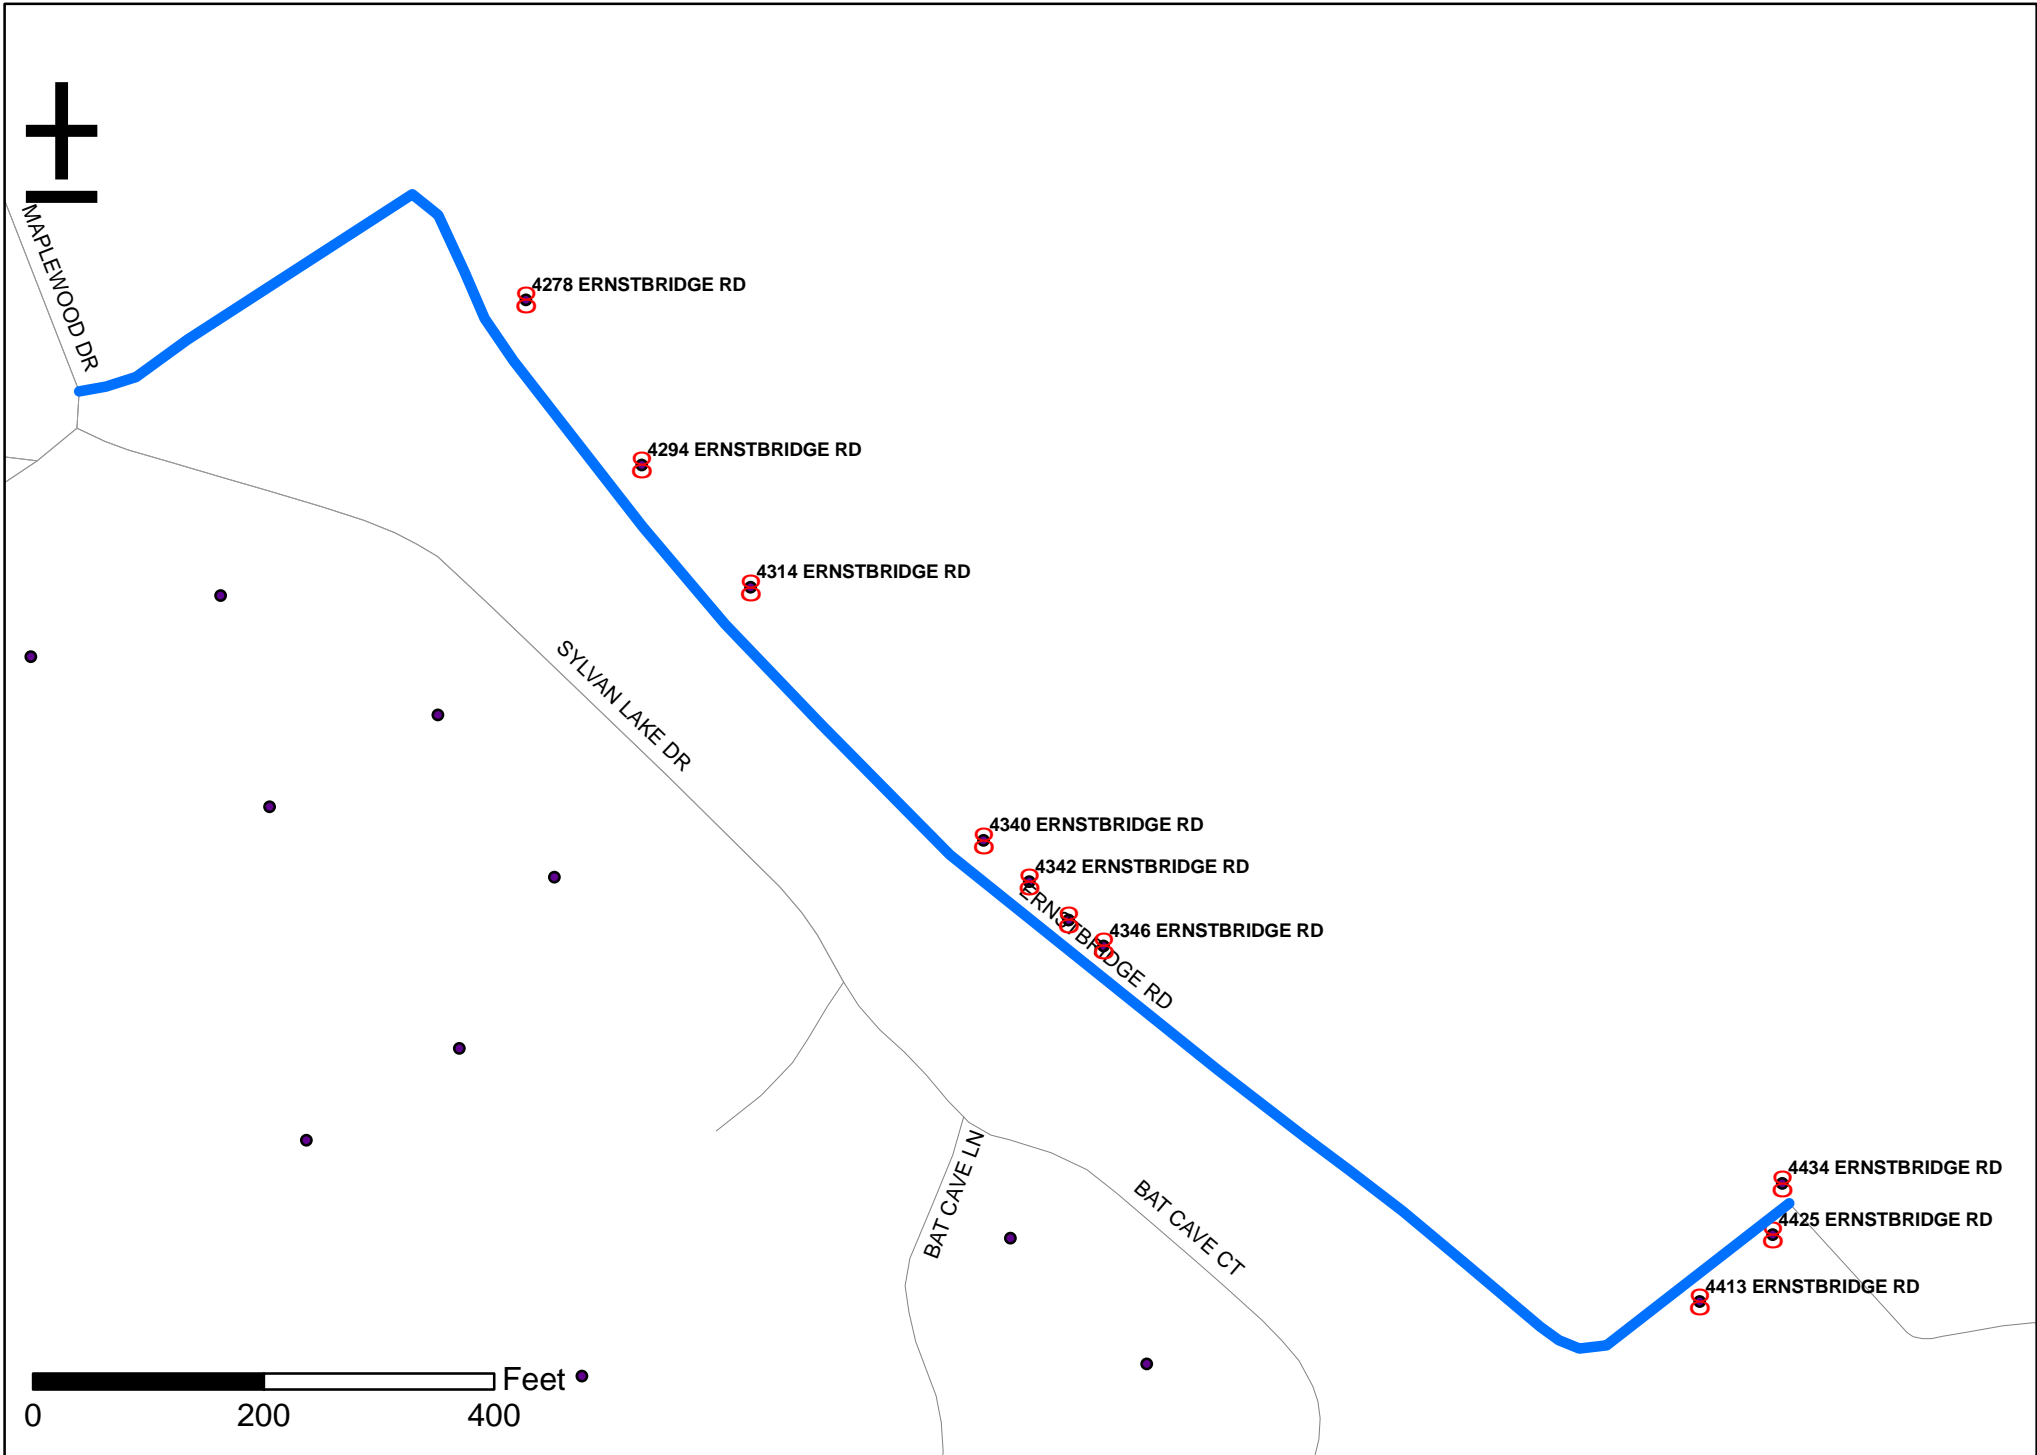 MAPLEWOOD DR
4278 ERNSTBRIDGE RD
4294 ERNSTBRIDGE RD
4314 ERNSTBRIDGE RD
SYLVAN LAKE DR
4340 ERNSTBRIDGE RD
4342 ERNSTBRIDGE RD
ERNSTBRIDGE RD
4346 ERNSTBRIDGE RD
BAT CAVE LN
BAT CAVE CT
4434 ERNSTBRIDGE RD
4425 ERNSTBRIDGE RD
4413 ERNSTBRIDGE RD
Feet
0 200 400